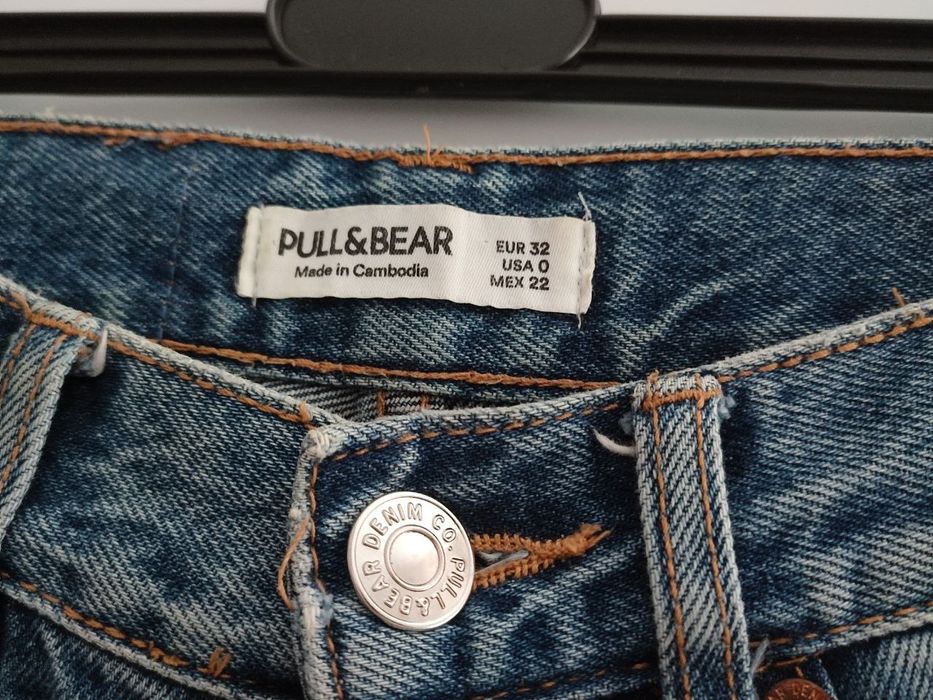 PULL&BEAR
Made in Cambodia
EUR 32
USA 0
MEX 22
DENIM CO.
PULL&BEAR